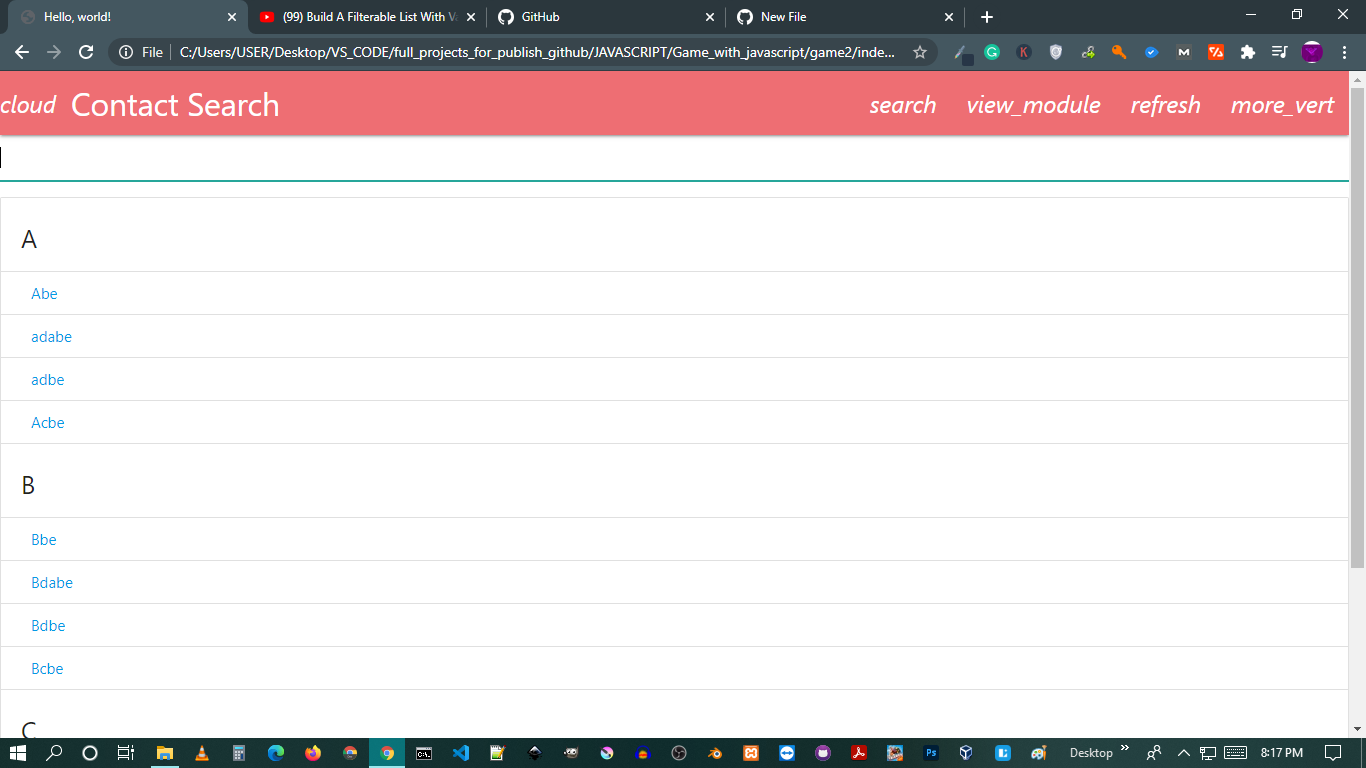 Hello, world!
(99) Build A Filterable List With Va
GitHub
New File
File
C:/Users/USER/Desktop/VS_CODE/full_projects_for_publish_github/JAVASCRIPT/Game_with_javascript/game2/inde...
cloud Contact Search
search view_module refresh more_vert
A
Abe
adabe
adbe
Acbe
B
Bbe
Bdabe
Bdbe
Bcbe
C
Desktop
8:17 PM